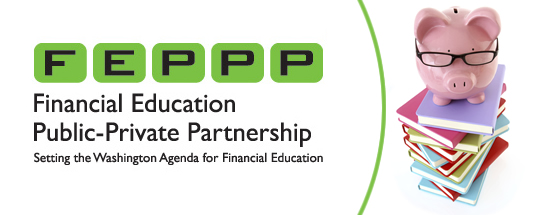 FEPPP
Financial Education
Public-Private Partnership
Setting the Washington Agenda for Financial Education